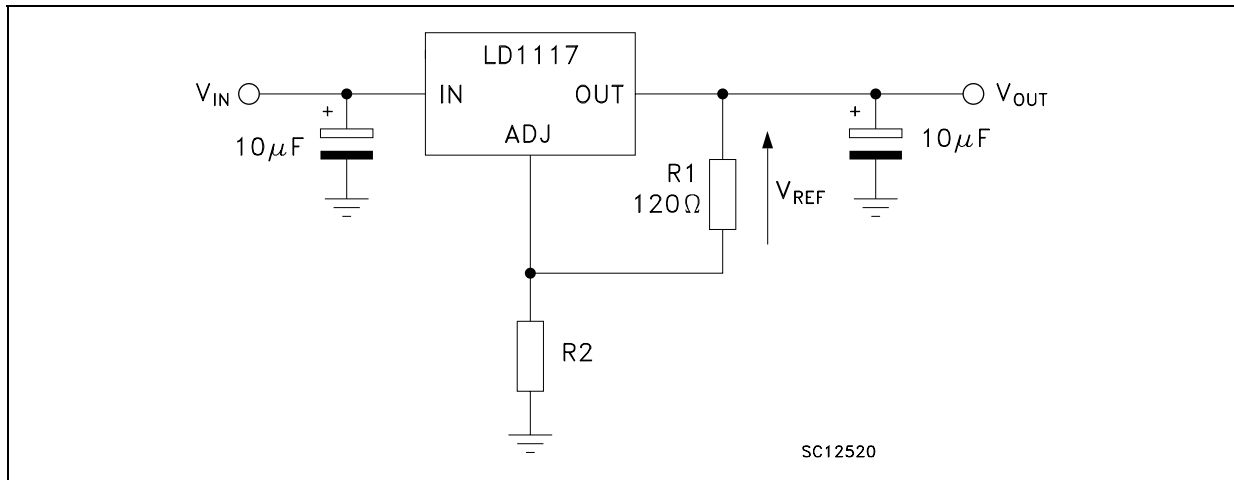 LD1117
V_IN
IN
OUT
V_OUT
+
10μF
ADJ
+
10μF
R1
120Ω
V_REF
R2
SC12520